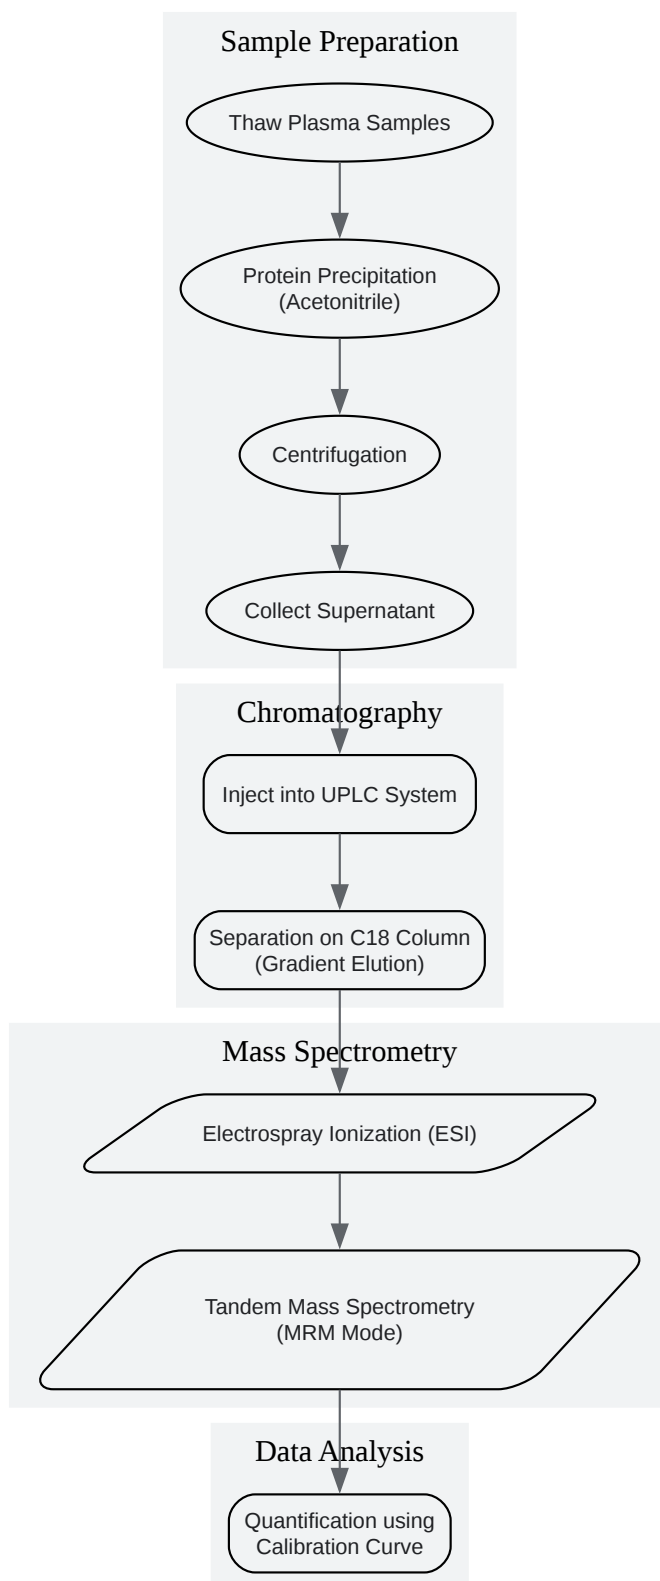 Sample Preparation
Thaw Plasma Samples
Protein Precipitation
(Acetonitrile)
Centrifugation
Collect Supernatant
Chromatography
Inject into UPLC System
Separation on C18 Column
(Gradient Elution)
Mass Spectrometry
Electrospray Ionization (ESI)
Tandem Mass Spectrometry
(MRM Mode)
Data Analysis
Quantification using
Calibration Curve